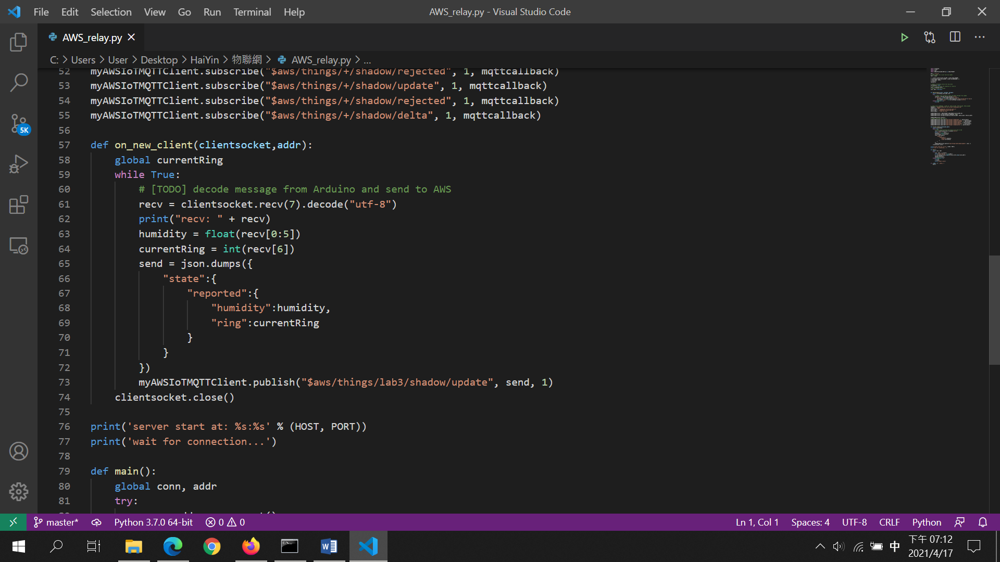 File Edit Selection View Go Run Terminal Help AWS_relay.py - Visual Studio Code
AWS_relay.py
C: > Users > User > Desktop > HaiYin > 物聯網 > AWS_relay.py > ...
52 myAWSIoTMQTTClient.subscribe("$aws/things/+/shadow/rejected", 1, mqttcallback)
53 myAWSIoTMQTTClient.subscribe("$aws/things/+/shadow/update", 1, mqttcallback)
54 myAWSIoTMQTTClient.subscribe("$aws/things/+/shadow/rejected", 1, mqttcallback)
55 myAWSIoTMQTTClient.subscribe("$aws/things/+/shadow/delta", 1, mqttcallback)
56
57 def on_new_client(clientsocket,addr):
58     global currentRing
59     while True:
60         # [TODO] decode message from Arduino and send to AWS
61         recv = clientsocket.recv(7).decode("utf-8")
62         print("recv: " + recv)
63         humidity = float(recv[0:5])
64         currentRing = int(recv[6])
65         send = json.dumps({
66             "state":{
67                 "reported":{
68                     "humidity":humidity,
69                     "ring":currentRing
70                 }
71             }
72         })
73         myAWSIoTMQTTClient.publish("$aws/things/lab3/shadow/update", send, 1)
74     clientsocket.close()
75
76 print('server start at: %s:%s' % (HOST, PORT))
77 print('wait for connection...')
78
79 def main():
80     global conn, addr
81     try:
5K
master* Python 3.7.0 64-bit 0 0 Ln 1, Col 1 Spaces: 4 UTF-8 CRLF Python
中 下午 07:12
2021/4/17